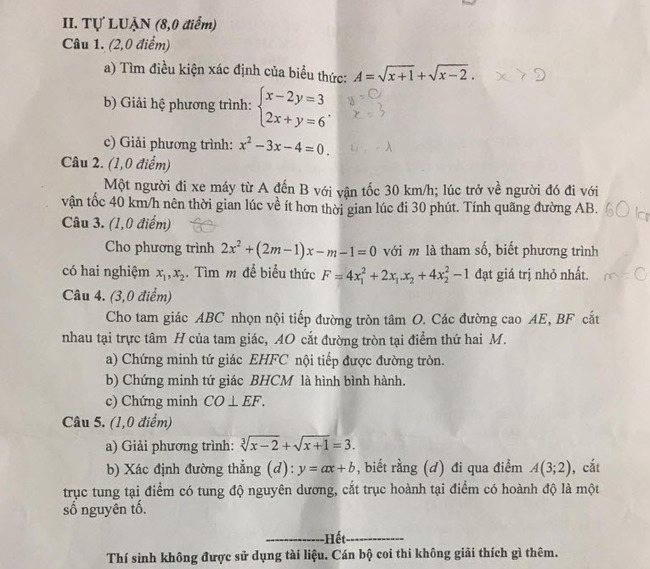 II. TỰ LUẬN (8,0 điểm)
Câu 1. (2,0 điểm)
a) Tìm điều kiện xác định của biểu thức: A = √(x+1) + √(x−2). x > 2
b) Giải hệ phương trình: { x − 2y = 3 y = 0
2x + y = 6 . x = 3
c) Giải phương trình: x² − 3x − 4 = 0. 4, -1
Câu 2. (1,0 điểm)
Một người đi xe máy từ A đến B với vận tốc 30 km/h; lúc trở về người đó đi với
vận tốc 40 km/h nên thời gian lúc về ít hơn thời gian lúc đi 30 phút. Tính quãng đường AB. 60 km
Câu 3. (1,0 điểm)
Cho phương trình 2x² + (2m−1)x − m − 1 = 0 với m là tham số, biết phương trình
có hai nghiệm x₁, x₂. Tìm m để biểu thức F = 4x₁² + 2x₁.x₂ + 4x₂² − 1 đạt giá trị nhỏ nhất. m = 0
Câu 4. (3,0 điểm)
Cho tam giác ABC nhọn nội tiếp đường tròn tâm O. Các đường cao AE, BF cắt
nhau tại trực tâm H của tam giác, AO cắt đường tròn tại điểm thứ hai M.
a) Chứng minh tứ giác EHFC nội tiếp được đường tròn.
b) Chứng minh tứ giác BHCM là hình bình hành.
c) Chứng minh CO ⊥ EF.
Câu 5. (1,0 điểm)
a) Giải phương trình: ∛(x−2) + √(x+1) = 3.
b) Xác định đường thẳng (d): y = ax + b, biết rằng (d) đi qua điểm A(3;2), cắt
trục tung tại điểm có tung độ nguyên dương, cắt trục hoành tại điểm có hoành độ là một
số nguyên tố.
-------------Hết-------------
Thí sinh không được sử dụng tài liệu. Cán bộ coi thi không giải thích gì thêm.